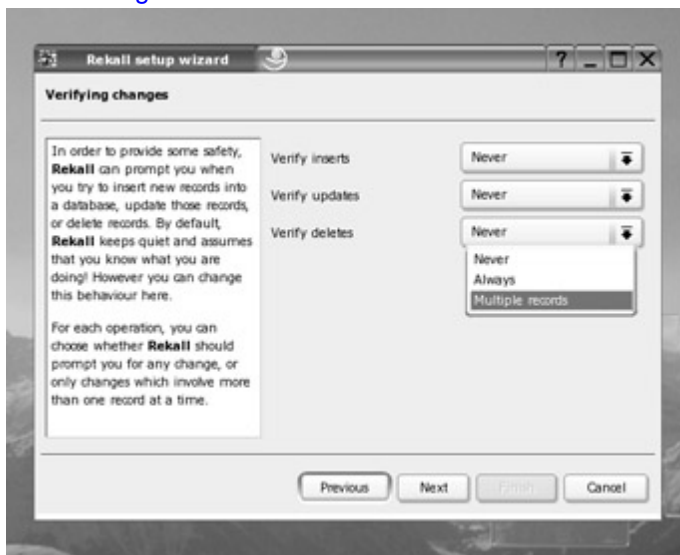 Rekall setup wizard
Verifying changes
In order to provide some safety,
Rekall can prompt you when
you try to insert new records into
a database, update those records,
or delete records. By default,
Rekall keeps quiet and assumes
that you know what you are
doing! However you can change
this behaviour here.
For each operation, you can
choose whether Rekall should
prompt you for any change, or
only changes which involve more
than one record at a time.
Verify inserts
Never
Verify updates
Never
Verify deletes
Never
Never
Always
Multiple records
Previous
Next
Finish
Cancel